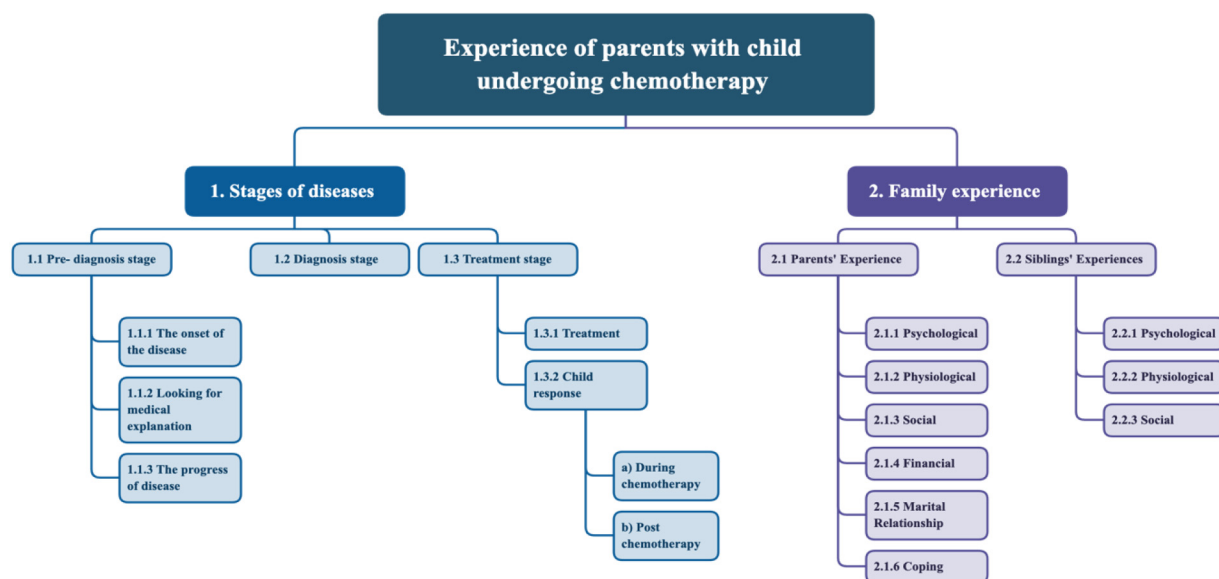 Experience of parents with child
undergoing chemotherapy
1. Stages of diseases
2. Family experience
1.1 Pre- diagnosis stage
1.2 Diagnosis stage
1.3 Treatment stage
2.1 Parents' Experience
2.2 Siblings' Experiences
1.1.1 The onset of
the disease
1.1.2 Looking for
medical
explanation
1.1.3 The progress
of disease
1.3.1 Treatment
1.3.2 Child
response
a) During
chemotherapy
b) Post
chemotherapy
2.1.1 Psychological
2.1.2 Physiological
2.1.3 Social
2.1.4 Financial
2.1.5 Marital
Relationship
2.1.6 Coping
2.2.1 Psychological
2.2.2 Physiological
2.2.3 Social